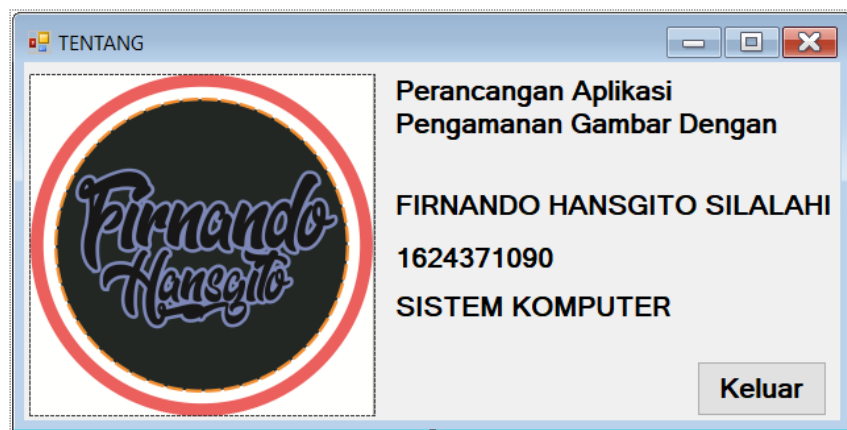 TENTANG
Firnando
Hansgito
Perancangan Aplikasi
Pengamanan Gambar Dengan
FIRNANDO HANSGITO SILALAHI
1624371090
SISTEM KOMPUTER
Keluar